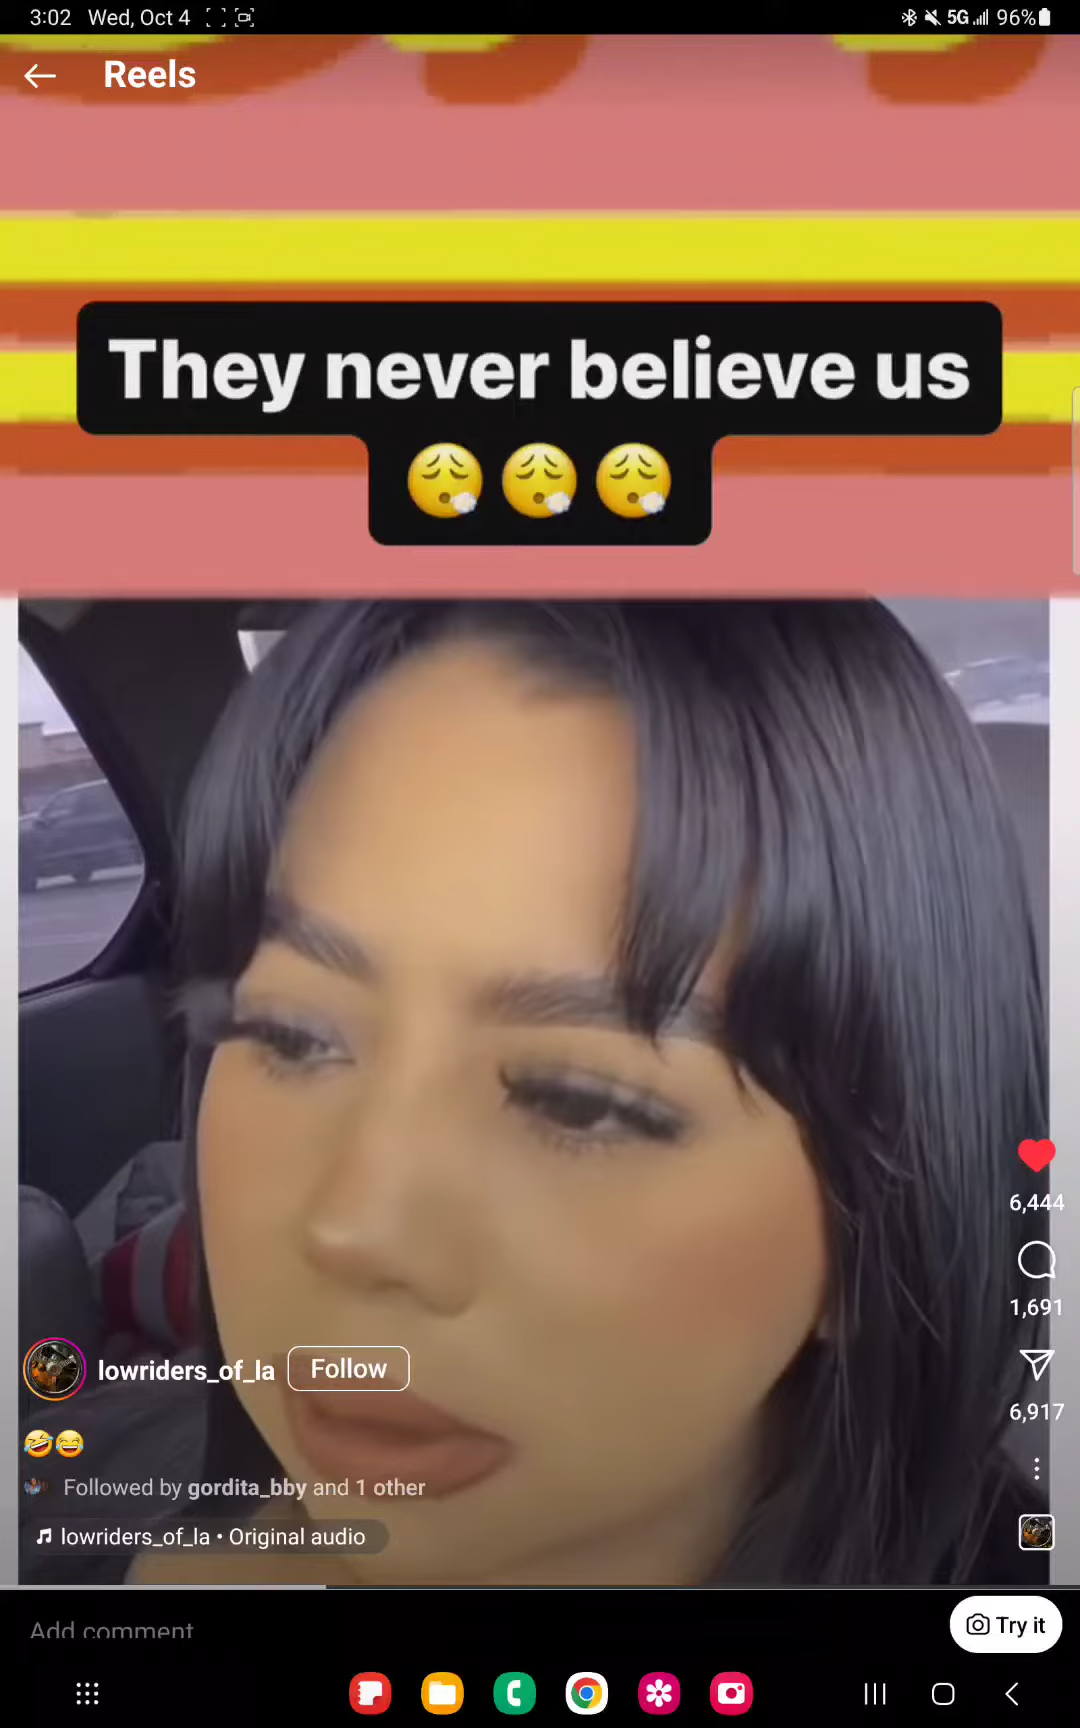 3:02 Wed, Oct 4 5G 96%
Reels
They never believe us
😮‍💨😮‍💨😮‍💨
6,444
1,691
6,917
lowriders_of_la Follow
🤣😂
Followed by gordita_bby and 1 other
lowriders_of_la • Original audio
Add comment
Try it